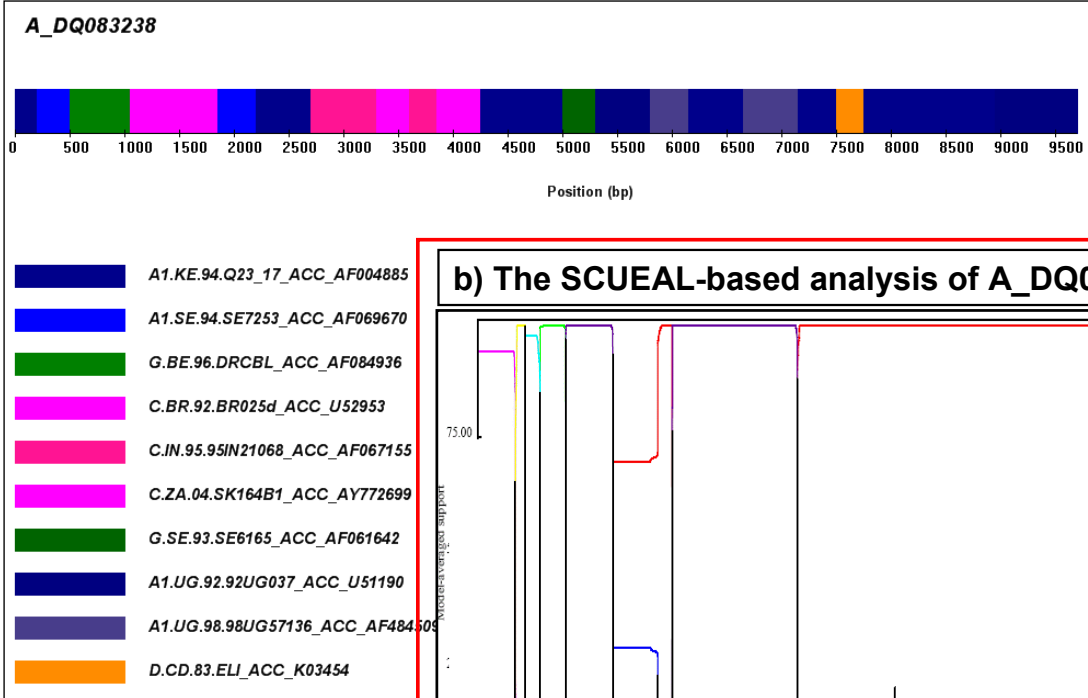 A_DQ083238
0 500 1000 1500 2000 2500 3000 3500 4000 4500 5000 5500 6000 6500 7000 7500 8000 8500 9000 9500
Position (bp)
A1.KE.94.Q23_17_ACC_AF004885
A1.SE.94.SE7253_ACC_AF069670
G.BE.96.DRCBL_ACC_AF084936
C.BR.92.BR025d_ACC_U52953
C.IN.95.95IN21068_ACC_AF067155
C.ZA.04.SK164B1_ACC_AY772699
G.SE.93.SE6165_ACC_AF061642
A1.UG.92.92UG037_ACC_U51190
A1.UG.98.98UG57136_ACC_AF484509
D.CD.83.ELI_ACC_K03454
b) The SCUEAL-based analysis of A_DQ0
75.00
Model-averaged support